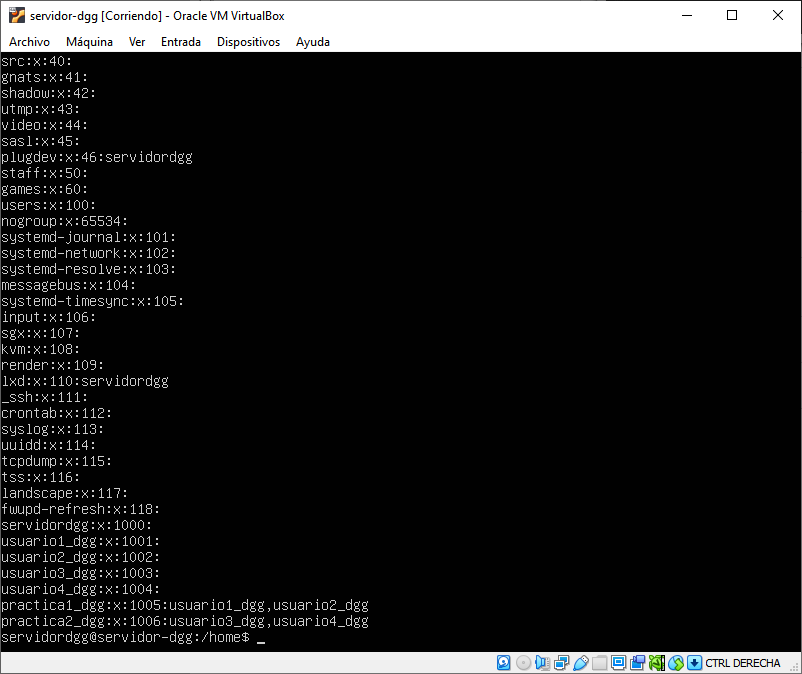 servidor-dgg [Corriendo] - Oracle VM VirtualBox
Archivo Máquina Ver Entrada Dispositivos Ayuda
src:x:40:
gnats:x:41:
shadow:x:42:
utmp:x:43:
video:x:44:
sasl:x:45:
plugdev:x:46:servidordgg
staff:x:50:
games:x:60:
users:x:100:
nogroup:x:65534:
systemd-journal:x:101:
systemd-network:x:102:
systemd-resolve:x:103:
messagebus:x:104:
systemd-timesync:x:105:
input:x:106:
sgx:x:107:
kvm:x:108:
render:x:109:
lxd:x:110:servidordgg
_ssh:x:111:
crontab:x:112:
syslog:x:113:
uuidd:x:114:
tcpdump:x:115:
tss:x:116:
landscape:x:117:
fwupd-refresh:x:118:
servidordgg:x:1000:
usuario1_dgg:x:1001:
usuario2_dgg:x:1002:
usuario3_dgg:x:1003:
usuario4_dgg:x:1004:
practica1_dgg:x:1005:usuario1_dgg,usuario2_dgg
practica2_dgg:x:1006:usuario3_dgg,usuario4_dgg
servidordgg@servidor-dgg:/home$ _
CTRL DERECHA